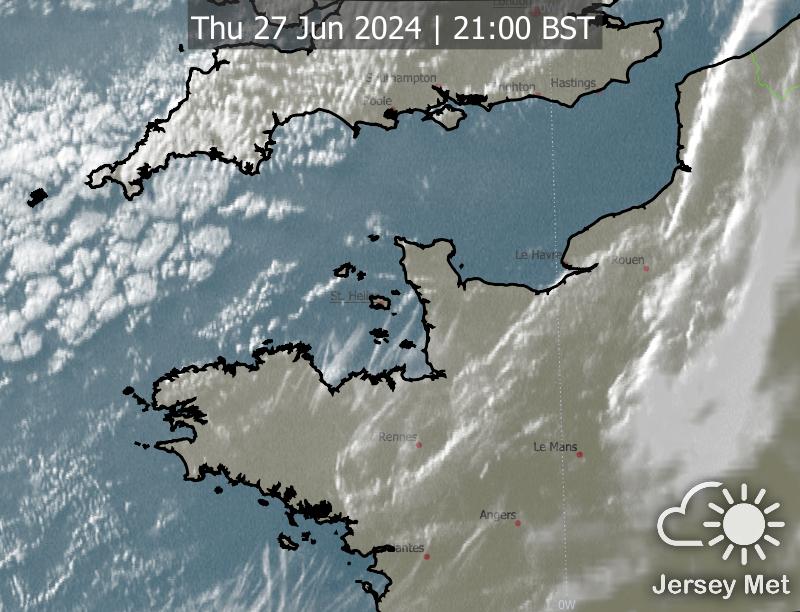 London
0W
Thu 27 Jun 2024 | 21:00 BST
Southampton
Brighton
Hastings
Poole
Le Havre
Rouen
St. Helier
Rennes
Le Mans
Angers
Nantes
0W
Jersey Met